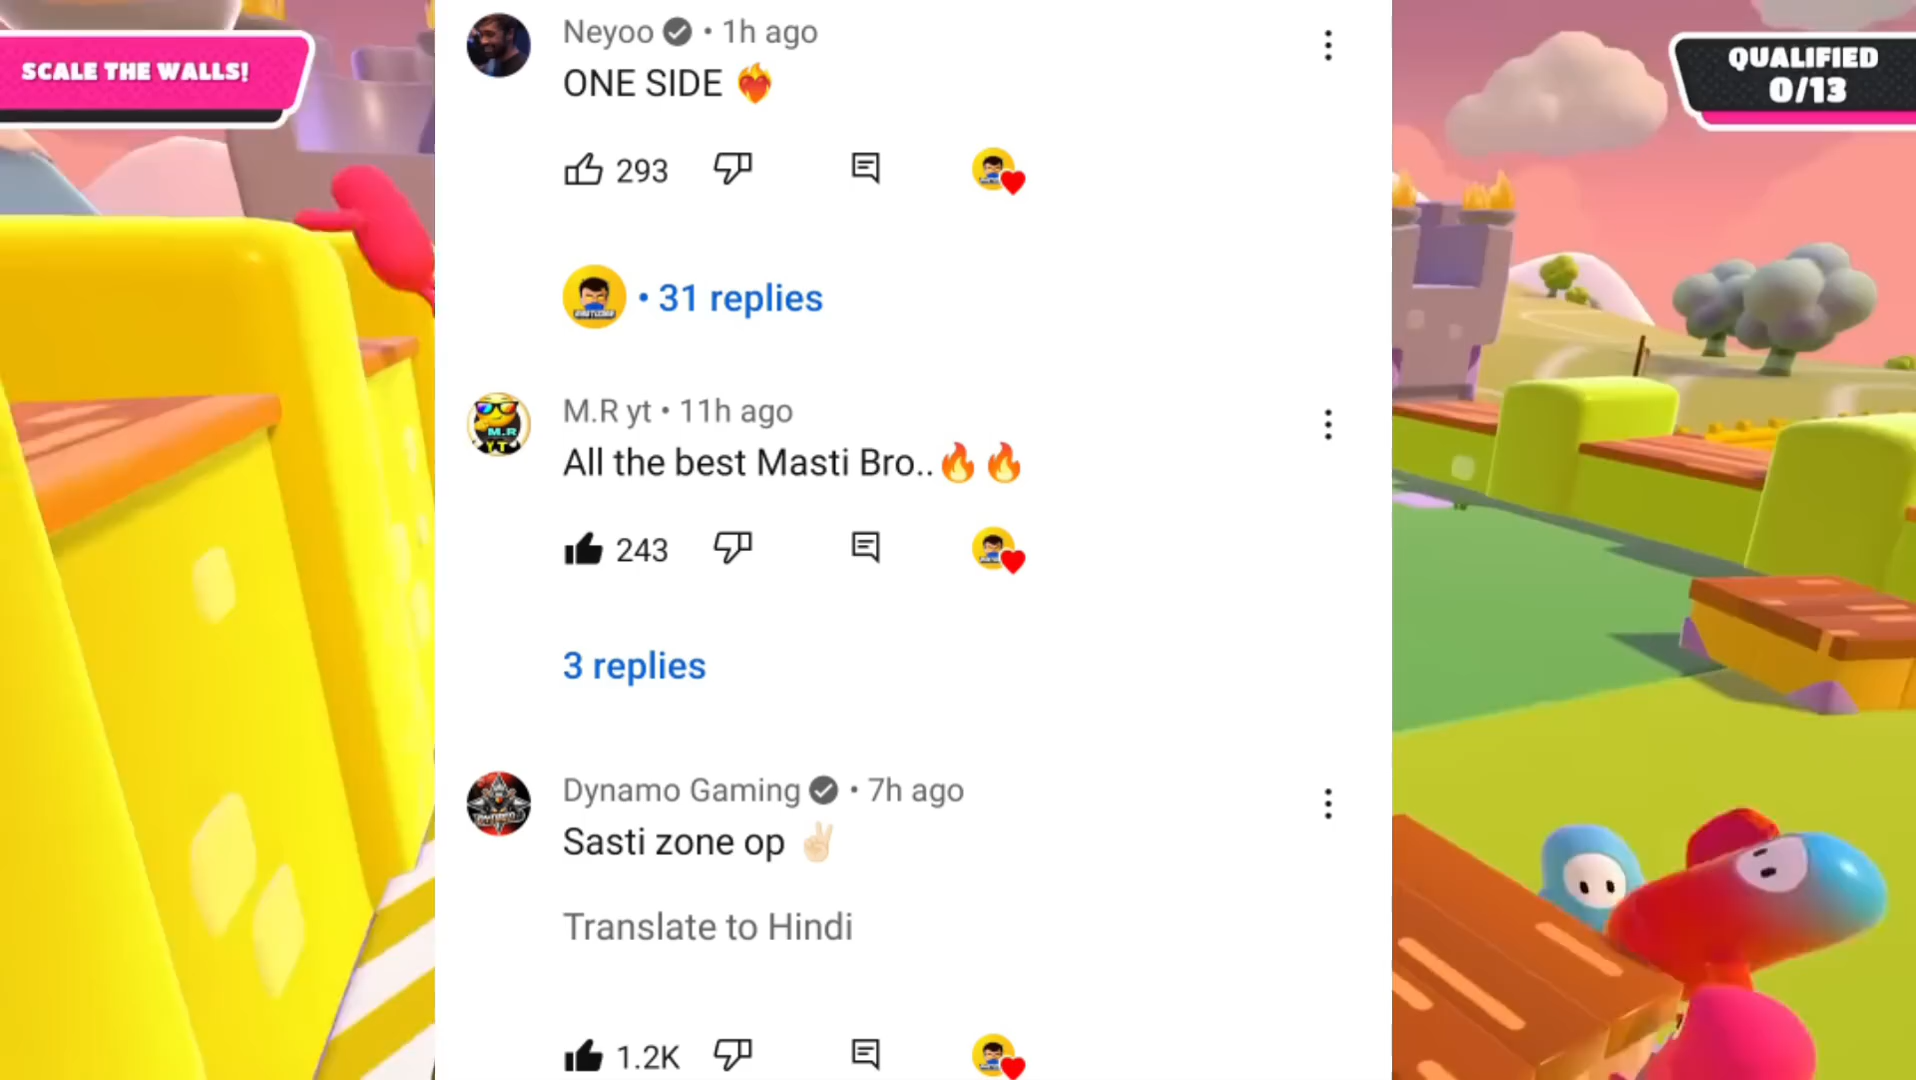 SCALE THE WALLS!
QUALIFIED
0/13
Neyoo • 1h ago
ONE SIDE ❤️‍🔥
293
• 31 replies
M.R yt • 11h ago
All the best Masti Bro..🔥🔥
243
M.R
YT
3 replies
Dynamo Gaming • 7h ago
Sasti zone op ✌🏻
Translate to Hindi
1.2K